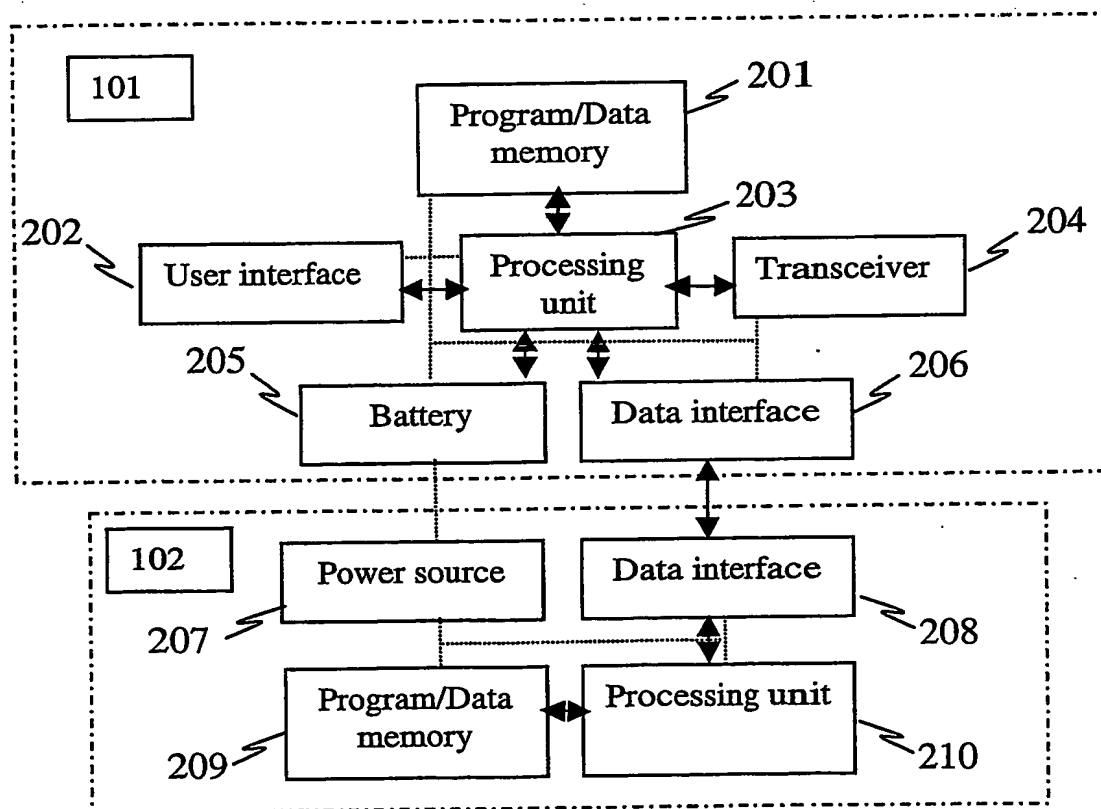 101
201
Program/Data
memory
203
204
202
User interface
Processing
unit
Transceiver
205
206
Battery
Data interface
102
Power source
Data interface
207
208
Program/Data
memory
Processing unit
209
210